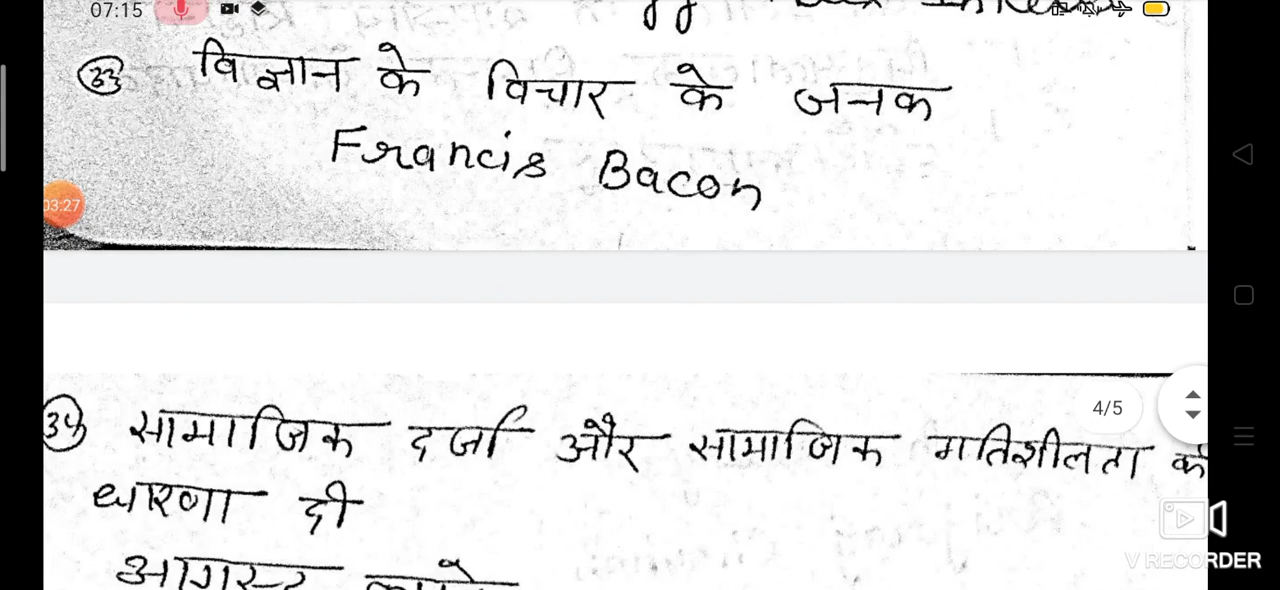 07:15
33 विज्ञान के विचार के जनक
Francis Bacon
03:27
4/5
34 सामाजिक दर्जा और सामाजिक गतिशीलता की
धारणा दी
V RECORDER